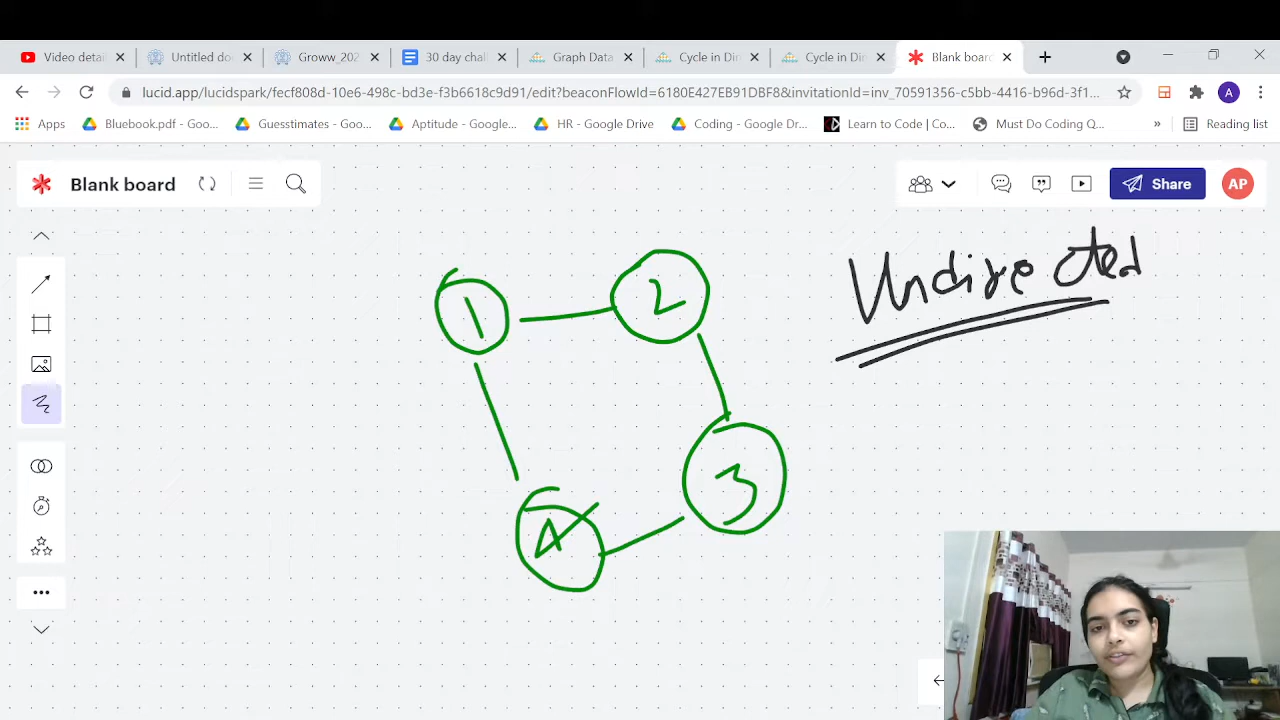 Video detai
Untitled do
Groww_202
30 day chall
Graph Data
Cycle in Dir
Cycle in Dir
Blank board
lucid.app/lucidspark/fecf808d-10e6-498c-bd3e-f3b6618c9d91/edit?beaconFlowId=6180E427EB91DBF8&invitationId=inv_70591356-c5bb-4416-b96d-3f1...
A
Apps
Bluebook.pdf - Goo...
Guesstimates - Goo...
Aptitude - Google...
HR - Google Drive
Coding - Google Dr...
Learn to Code | Co...
Must Do Coding Q...
»
Reading list
Blank board
Share
AP
Undirected
1
2
3
4